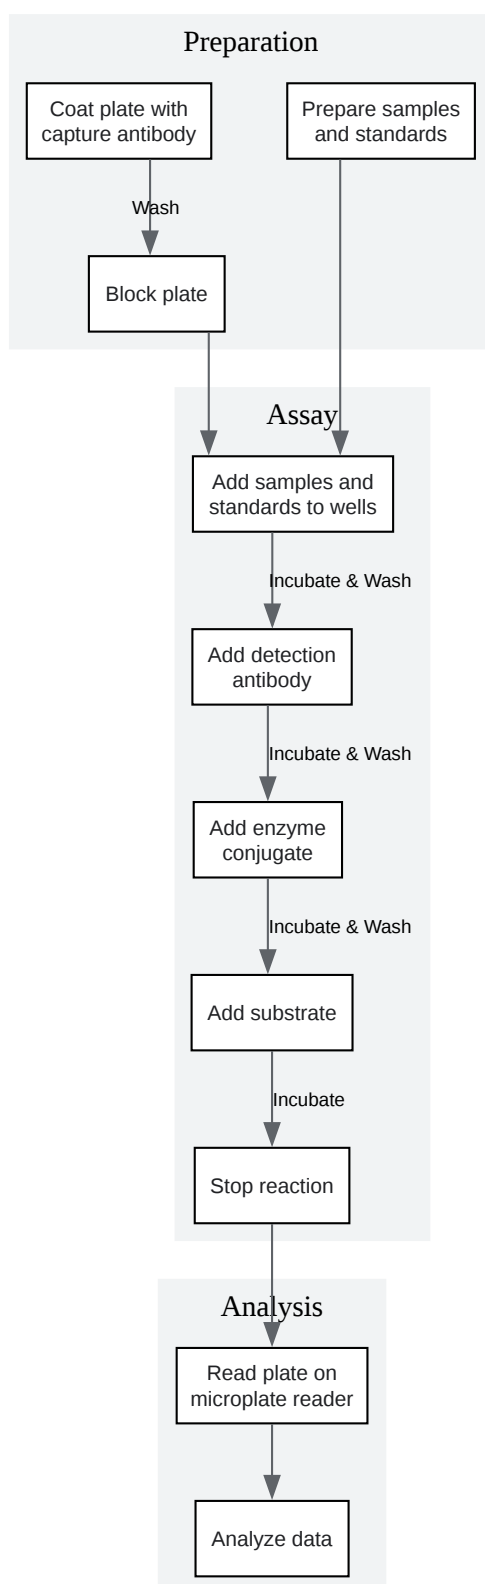 Preparation
Coat plate with
capture antibody
Prepare samples
and standards
Wash
Block plate
Assay
Add samples and
standards to wells
Incubate & Wash
Add detection
antibody
Incubate & Wash
Add enzyme
conjugate
Incubate & Wash
Add substrate
Incubate
Stop reaction
Analysis
Read plate on
microplate reader
Analyze data